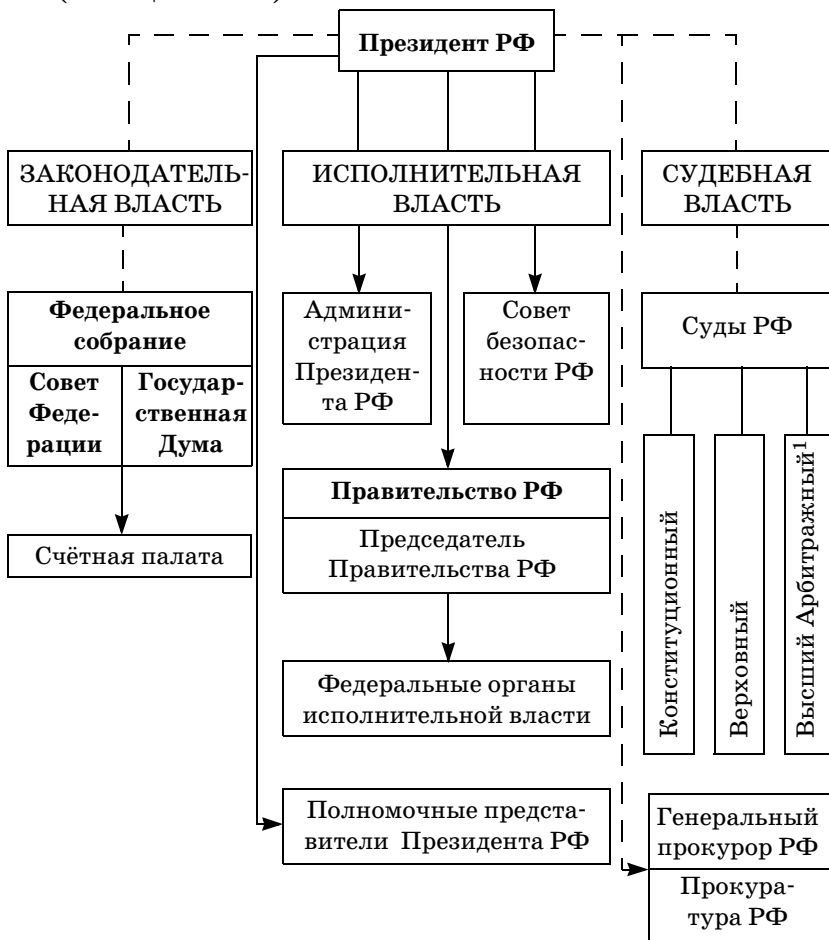 Президент РФ
ЗАКОНОДАТЕЛЬ-
НАЯ ВЛАСТЬ
ИСПОЛНИТЕЛЬНАЯ
ВЛАСТЬ
СУДЕБНАЯ
ВЛАСТЬ
Федеральное
собрание
Совет
Феде-
рации
Государ-
ственная
Дума
Счётная палата
Админи-
страция
Президен-
та РФ
Совет
безопас-
ности РФ
Правительство РФ
Председатель
Правительства РФ
Федеральные органы
исполнительной власти
Полномочные предста-
вители Президента РФ
Суды РФ
Конституционный
Верховный
Высший Арбитражный¹
Генеральный
прокурор РФ
Прокура-
тура РФ